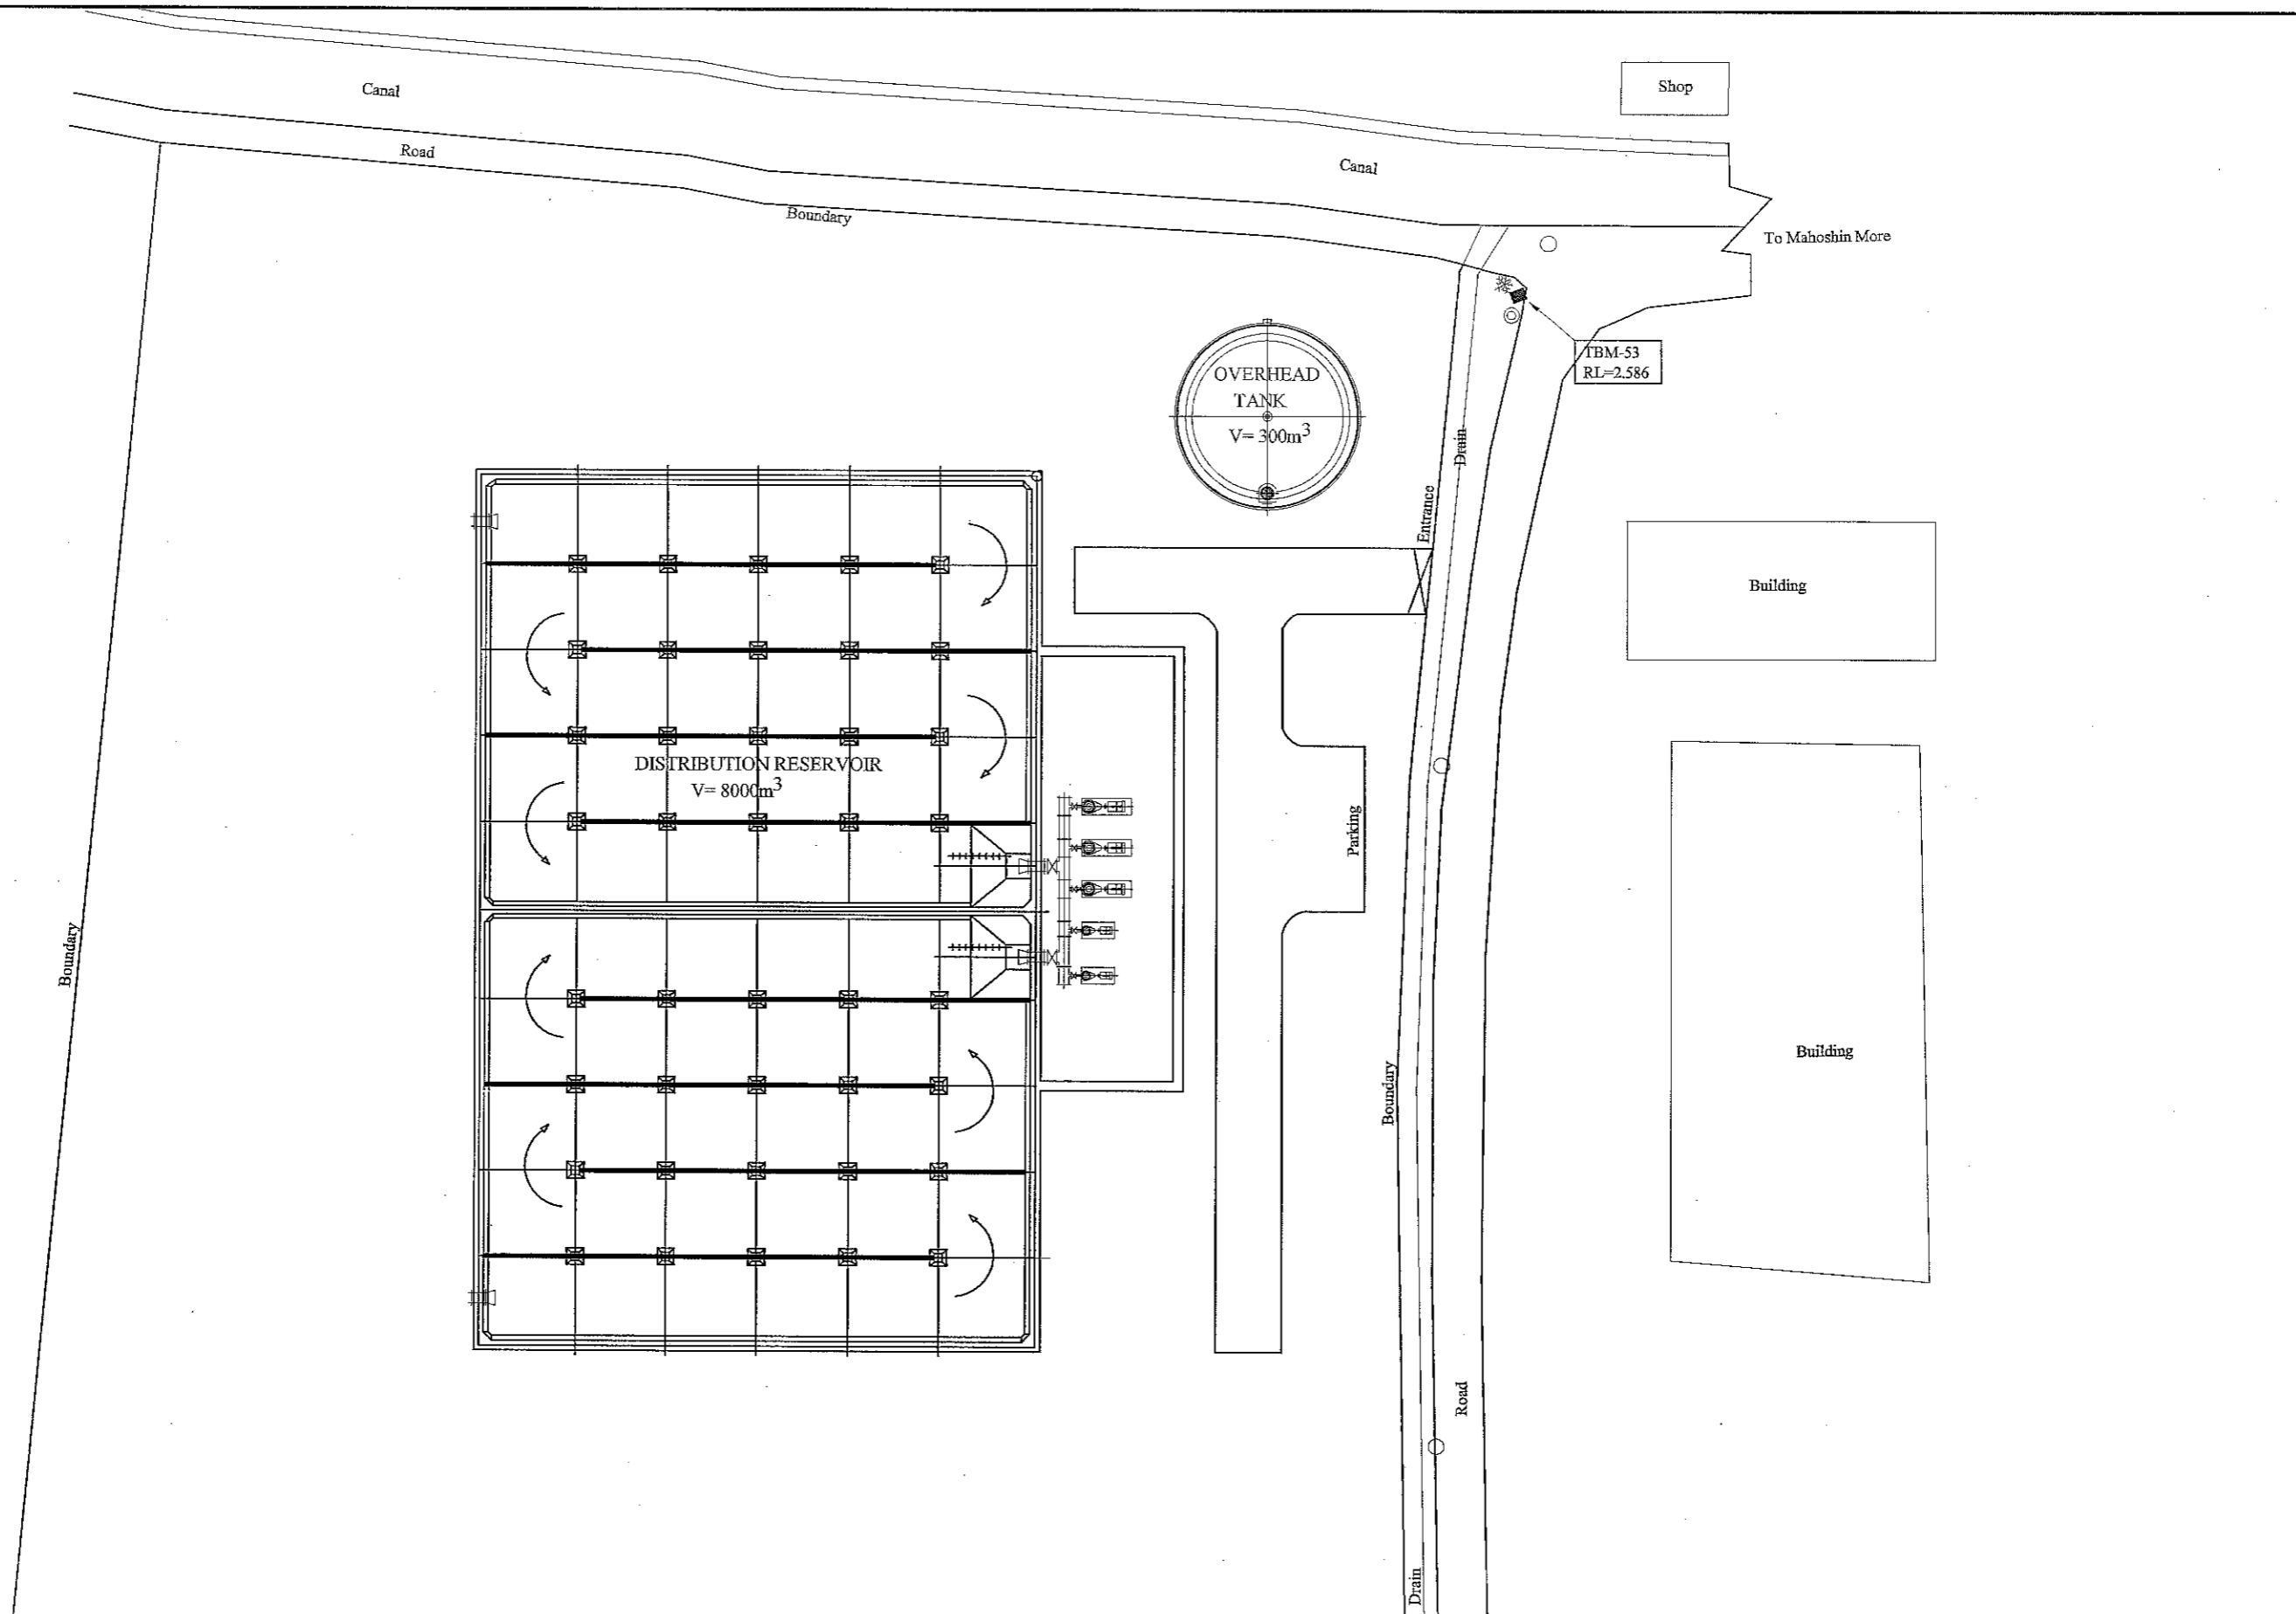 Shop
Canal
Road
Canal
Boundary
To Mahoshin More
TBM-53
RL=2.586
OVERHEAD
TANK
V= 300m³
Drain
Entrance
Building
DISTRIBUTION RESERVOIR
V= 8000m³
Parking
Boundary
Building
Boundary
Road
Drain